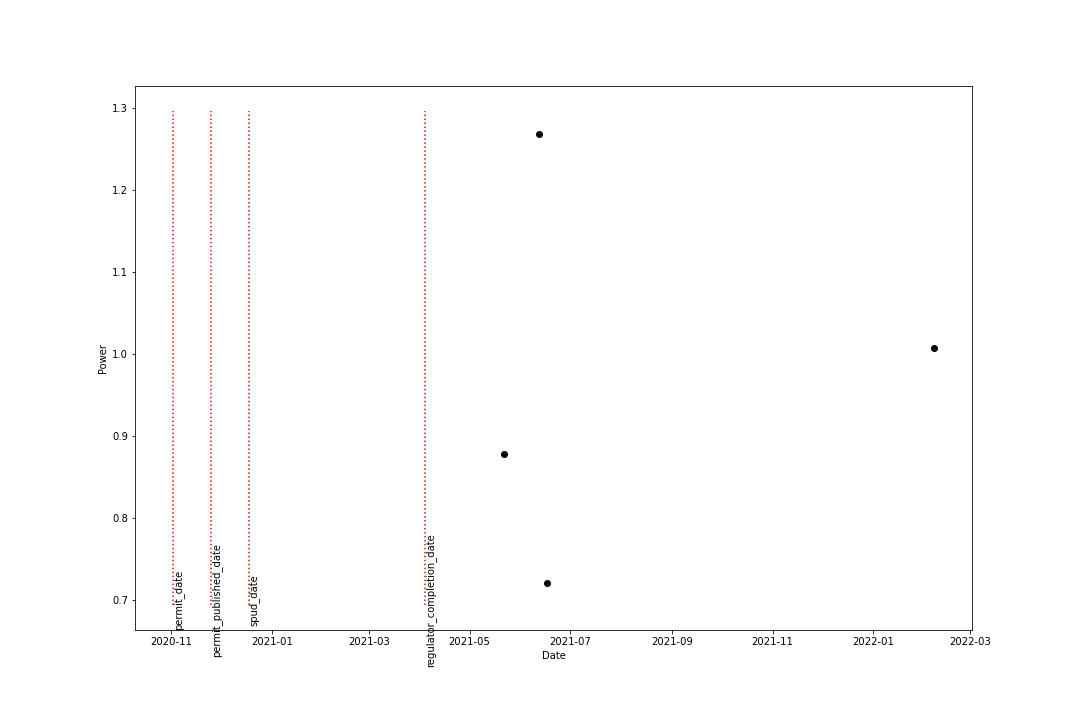 1.3
1.2
1.1
1.0
0.9
0.8
0.7
Power
permit_date
permit_published_date
spud_date
regulator_completion_date
2020-11
2021-01
2021-03
2021-05
2021-07
2021-09
2021-11
2022-01
2022-03
Date